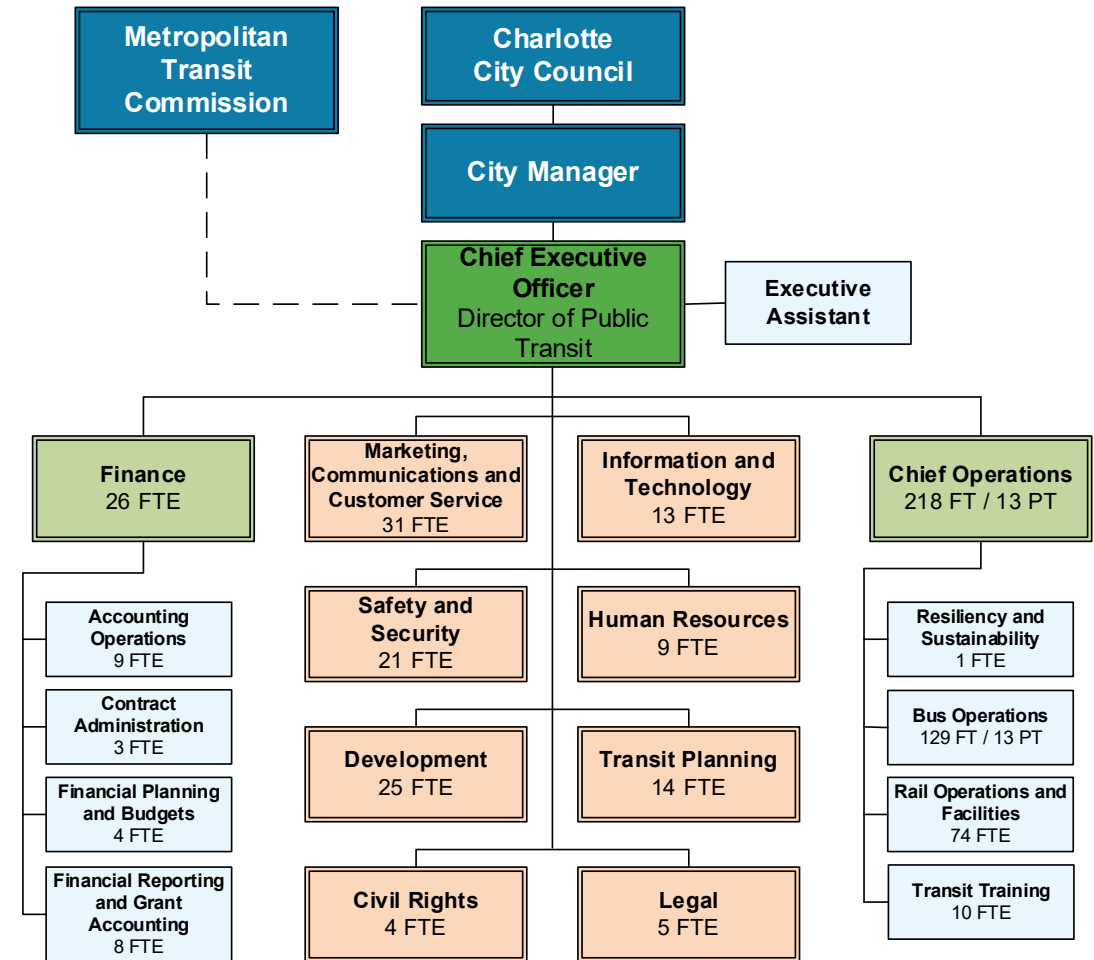 Metropolitan
Transit
Commission
Charlotte
City Council
City Manager
Chief Executive
Officer
Director of Public
Transit
Executive
Assistant
Finance
26 FTE
Marketing,
Communications and
Customer Service
31 FTE
Information and
Technology
13 FTE
Chief Operations
218 FT / 13 PT
Accounting
Operations
9 FTE
Contract
Administration
3 FTE
Financial Planning
and Budgets
4 FTE
Financial Reporting
and Grant
Accounting
8 FTE
Safety and
Security
21 FTE
Human Resources
9 FTE
Development
25 FTE
Transit Planning
14 FTE
Civil Rights
4 FTE
Legal
5 FTE
Resiliency and
Sustainability
1 FTE
Bus Operations
129 FT / 13 PT
Rail Operations and
Facilities
74 FTE
Transit Training
10 FTE